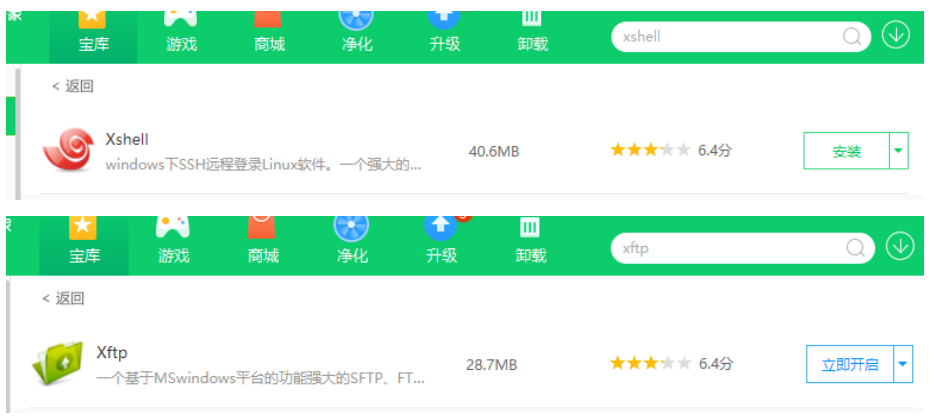 家
宝库 游戏 商城 净化 升级 卸载 xshell
< 返回
Xshell
windows下SSH远程登录Linux软件。一个强大的...
40.6MB 6.4分 安装
宝库 游戏 商城 净化 升级 卸载 xftp
< 返回
Xftp
一个基于MSwindows平台的功能强大的SFTP、FT...
28.7MB 6.4分 立即开启